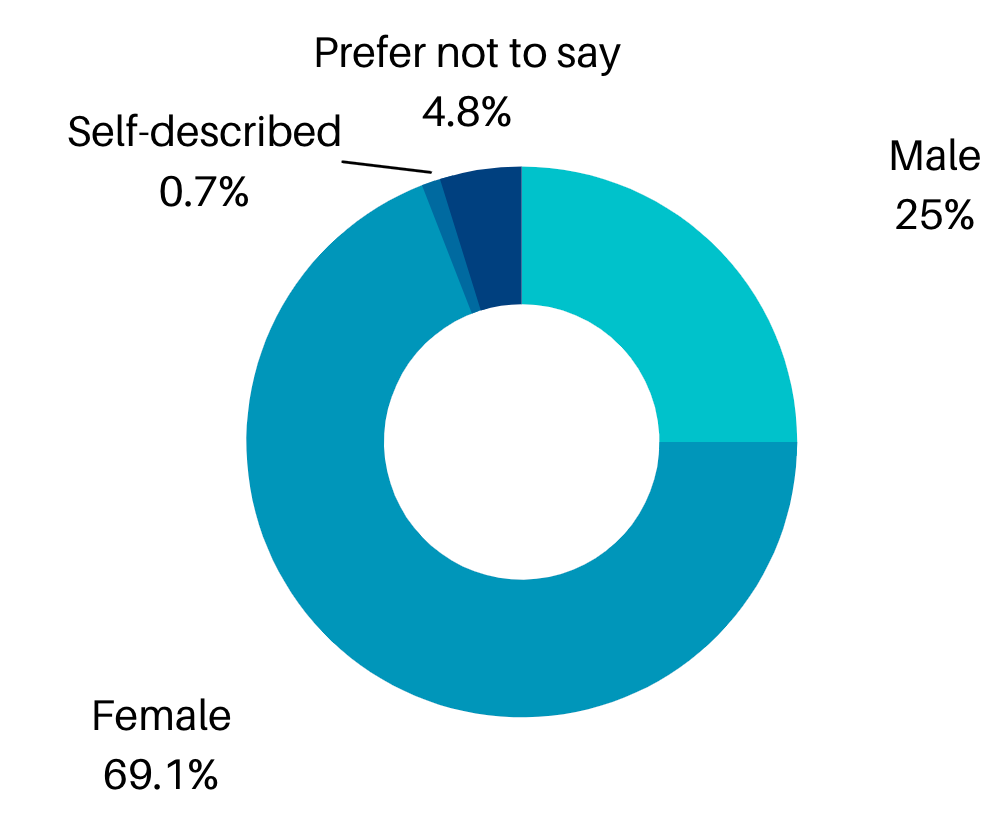 Prefer not to say
4.8%
Self-described
0.7%
Male
25%
Female
69.1%